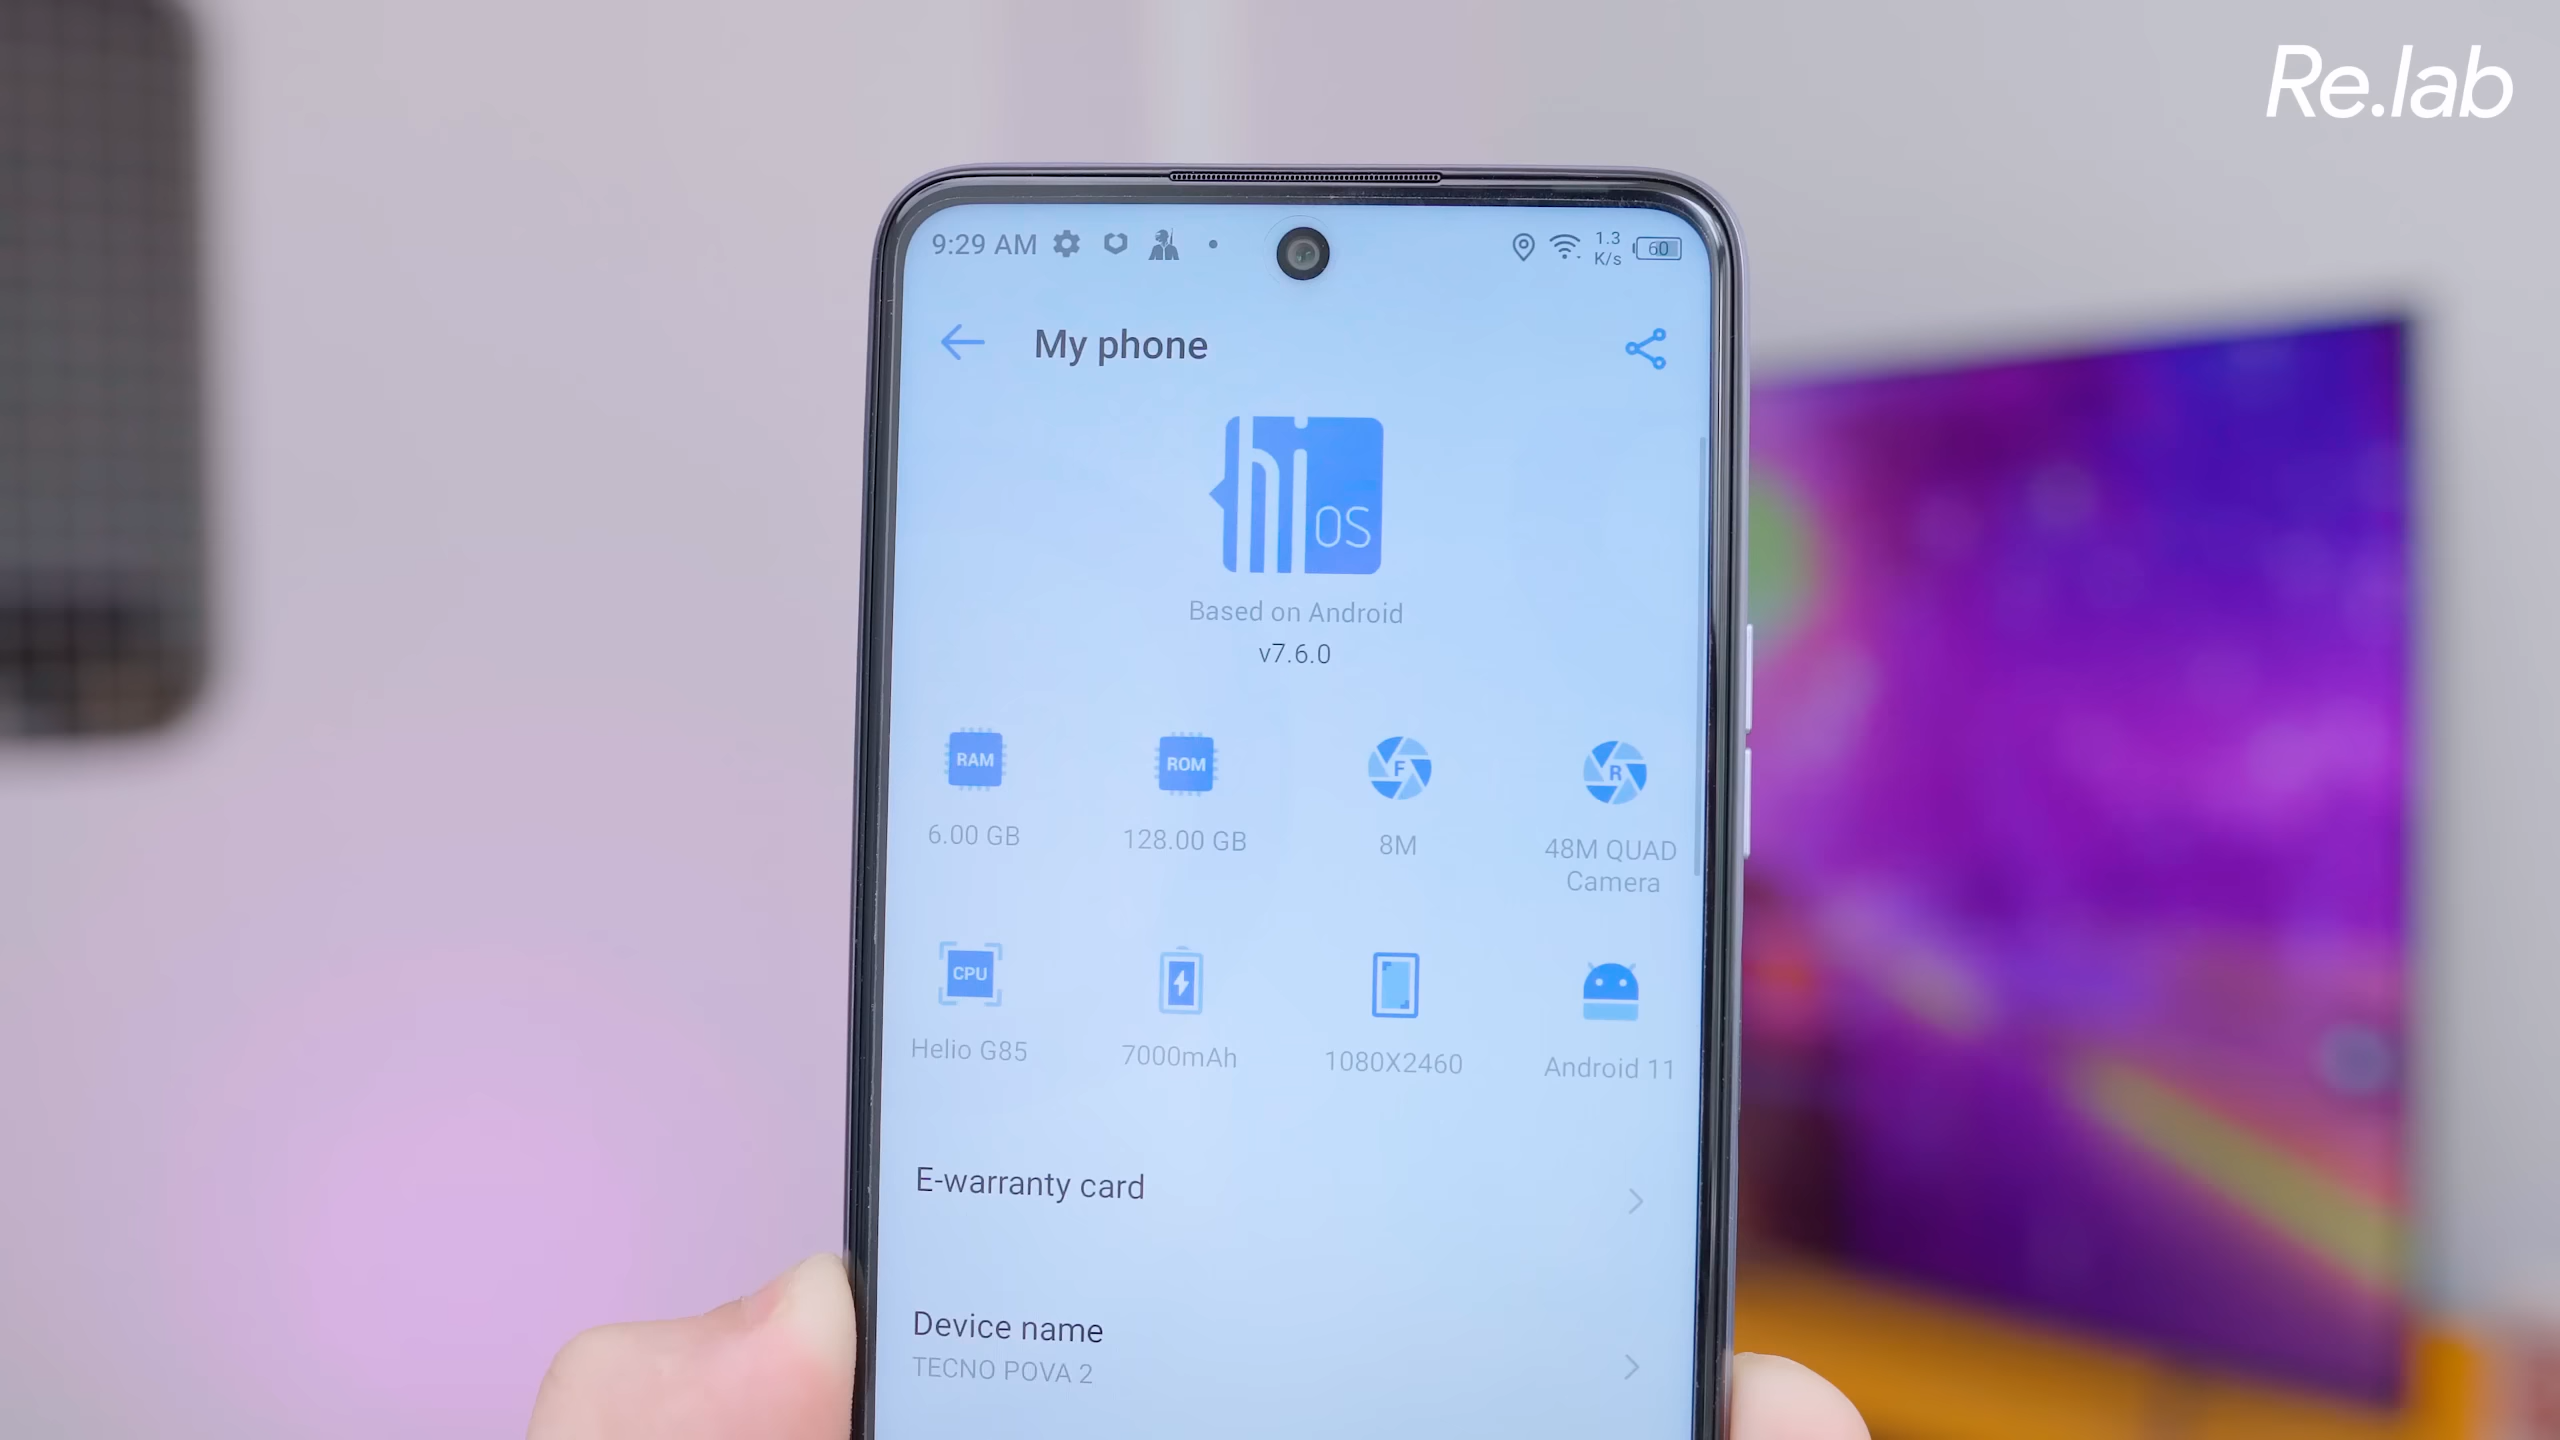 Re.lab
9:29 AM
1.3
K/s
60
My phone
hi
OS
Based on Android
v7.6.0
RAM
ROM
F
R
6.00 GB
128.00 GB
8M
48M QUAD
Camera
CPU
Helio G85
7000mAh
1080X2460
Android 11
E-warranty card
Device name
TECNO POVA 2